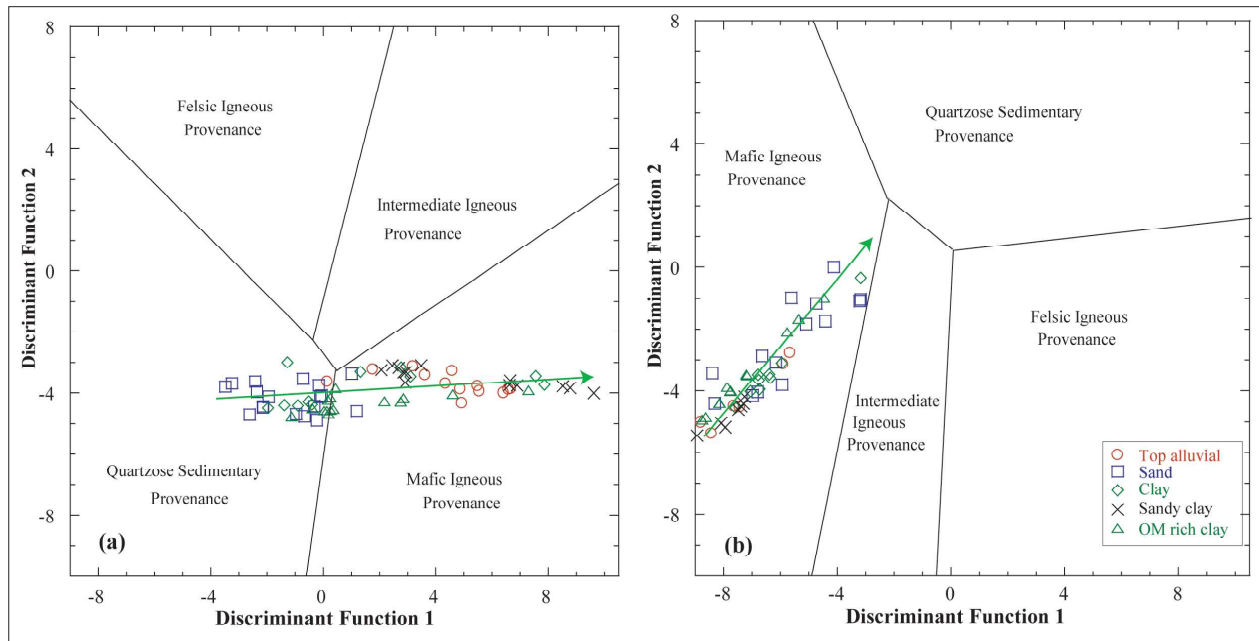 8
4
0
-4
-8
Discriminant Function 2
Felsic Igneous
Provenance
Intermediate Igneous
Provenance
Quartzose Sedimentary
Provenance
Mafic Igneous
Provenance
(a)
-8
-4
0
4
8
Discriminant Function 1
8
4
0
-4
-8
Discriminant Function 2
Quartzose Sedimentary
Provenance
Mafic Igneous
Provenance
Felsic Igneous
Provenance
Intermediate
Igneous
Provenance
Top alluvial
Sand
Clay
Sandy clay
OM rich clay
(b)
-8
-4
0
4
8
Discriminant Function 1